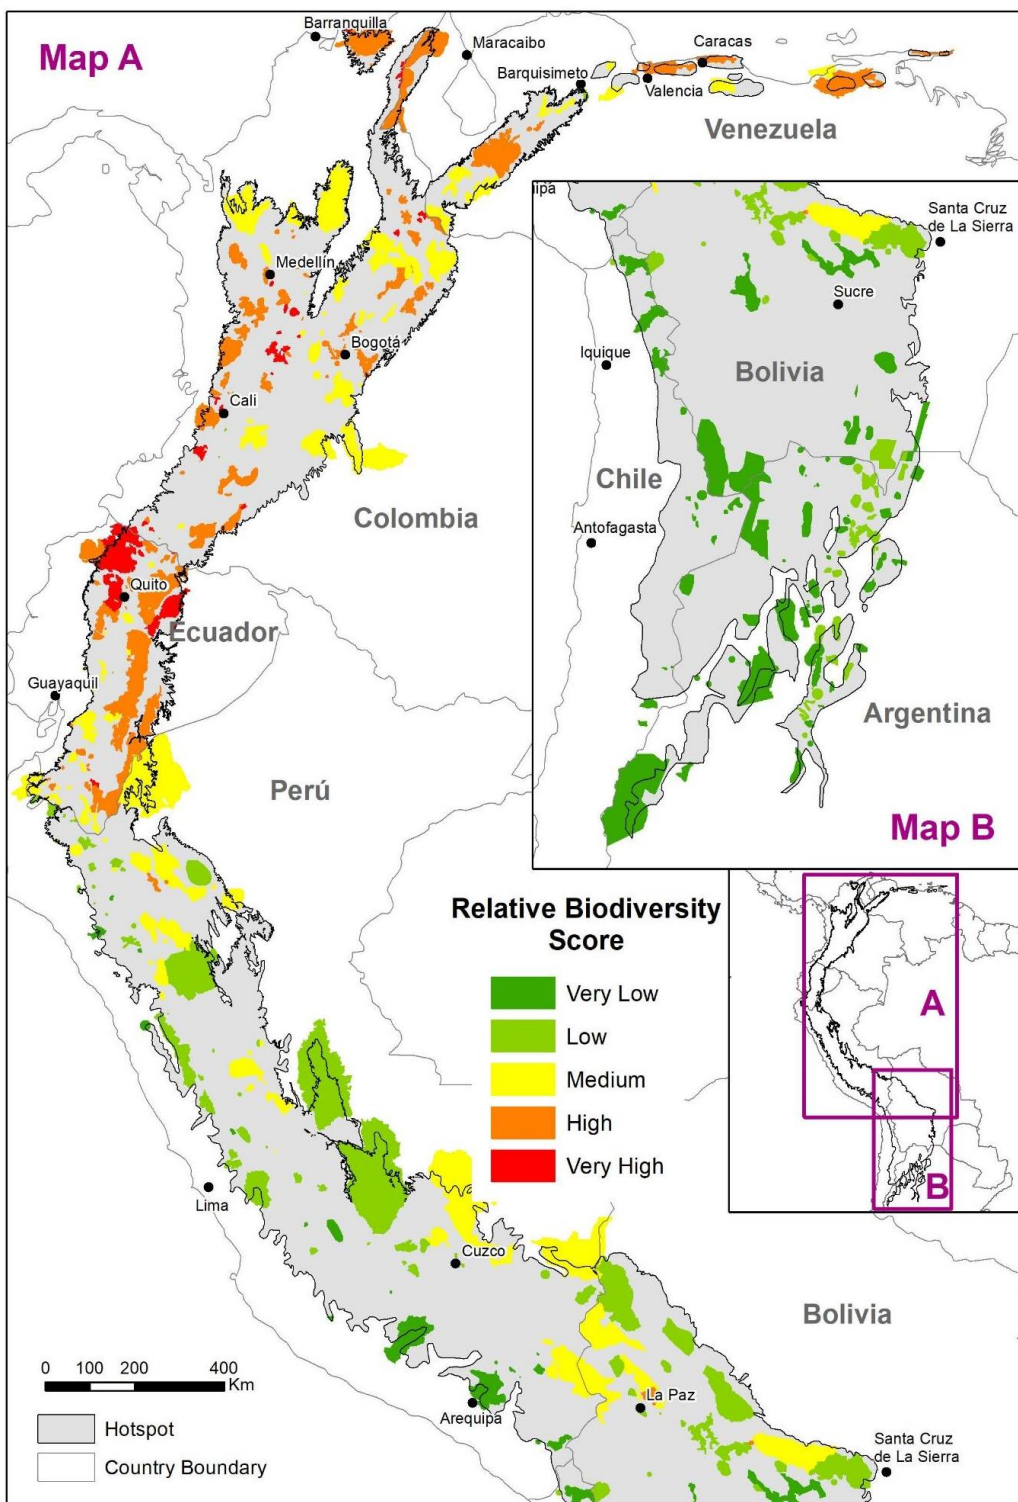 Map A
Barranquilla
Maracaibo
Caracas
Barquisimeto
Valencia
Venezuela
Medellín
Bogotá
Cali
Colombia
Quito
Ecuador
Guayaquil
Perú
Lima
Cuzco
Bolivia
La Paz
Arequipa
Santa Cruz
de La Sierra
uipa
Santa Cruz
de La Sierra
Sucre
Iquique
Bolivia
Chile
Antofagasta
Argentina
Map B
Relative Biodiversity
Score
Very Low
Low
Medium
High
Very High
A
B
0 100 200 400
Km
Hotspot
Country Boundary